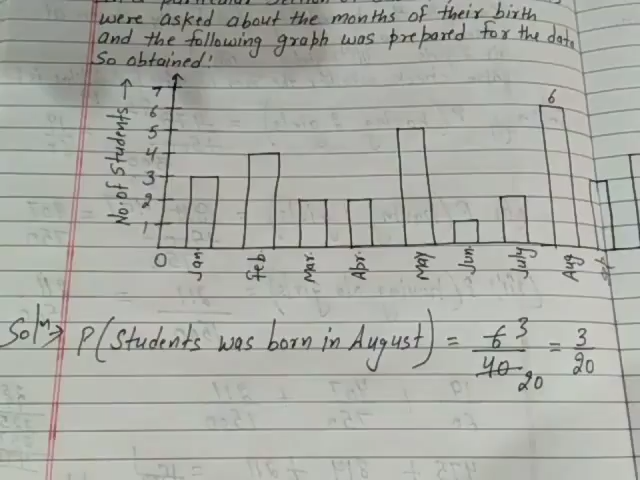 were asked about the months of their birth
and the following graph was prepared for the data
so obtained:
No. of Students →
7
6
5
4
3
2
1
0
6
Jan
Feb.
Mar.
Apr.
May
Jun.
July
Aug
Soln → P(Students was born in August) = 6 3 / 40 20 = 3/20